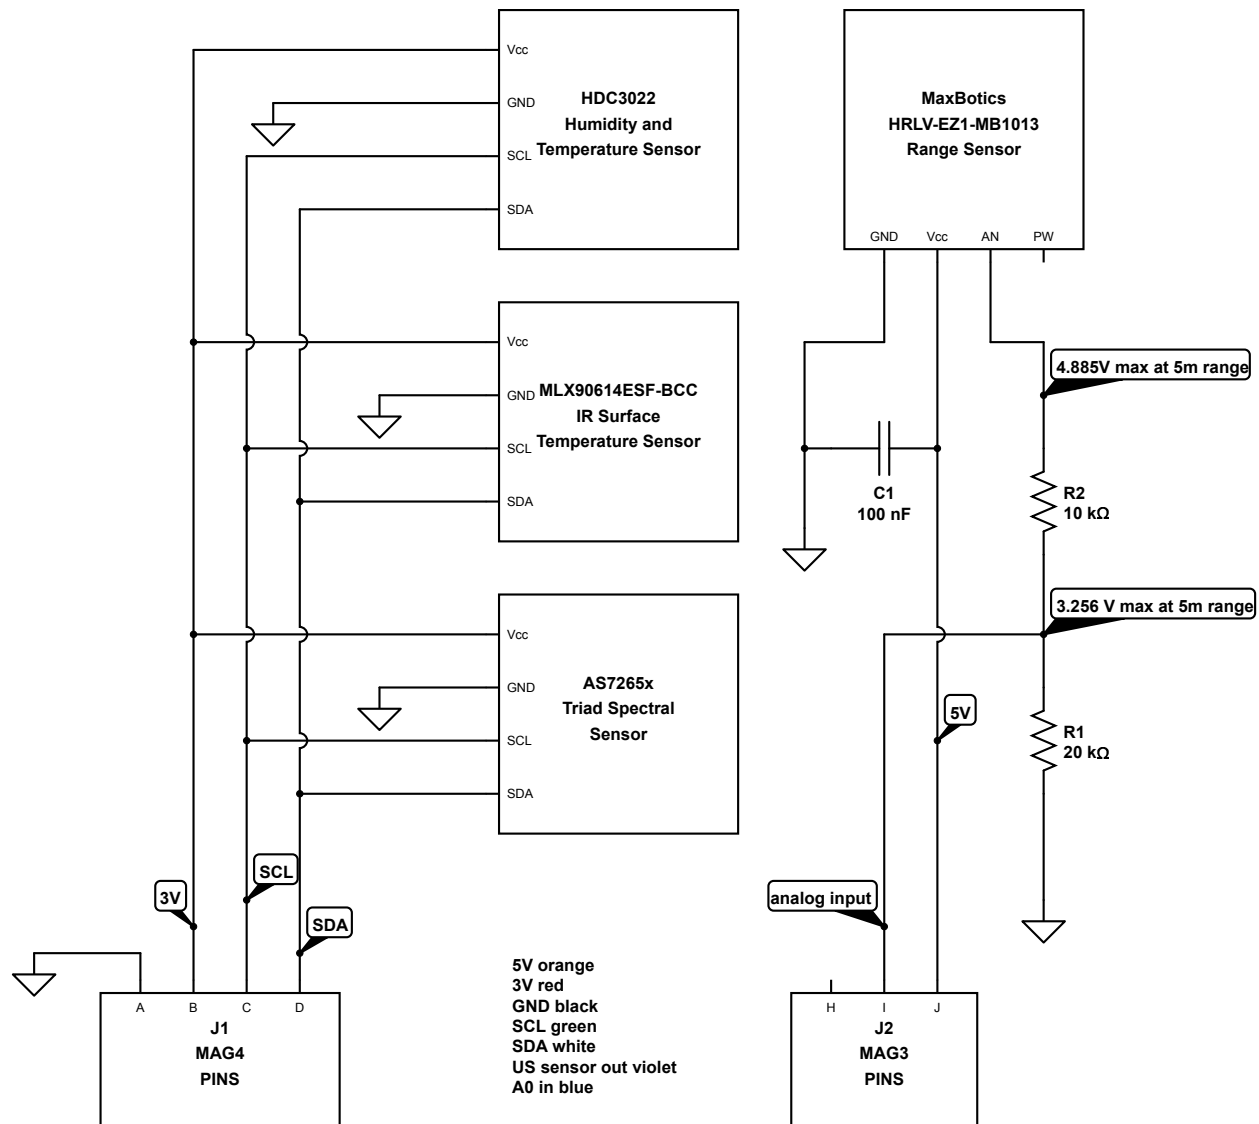 Vcc
GND
SCL
SDA
HDC3022
Humidity and
Temperature Sensor
MaxBotics
HRLV-EZ1-MB1013
Range Sensor
GND
Vcc
AN
PW
Vcc
GND
SCL
SDA
MLX90614ESF-BCC
IR Surface
Temperature Sensor
4.885V max at 5m range
C1
100 nF
R2
10 kΩ
3.256 V max at 5m range
Vcc
GND
SCL
SDA
AS7265x
Triad Spectral
Sensor
5V
R1
20 kΩ
3V
SCL
SDA
analog input
A
B
C
D
J1
MAG4
PINS
5V orange
3V red
GND black
SCL green
SDA white
US sensor out violet
A0 in blue
H
I
J
J2
MAG3
PINS